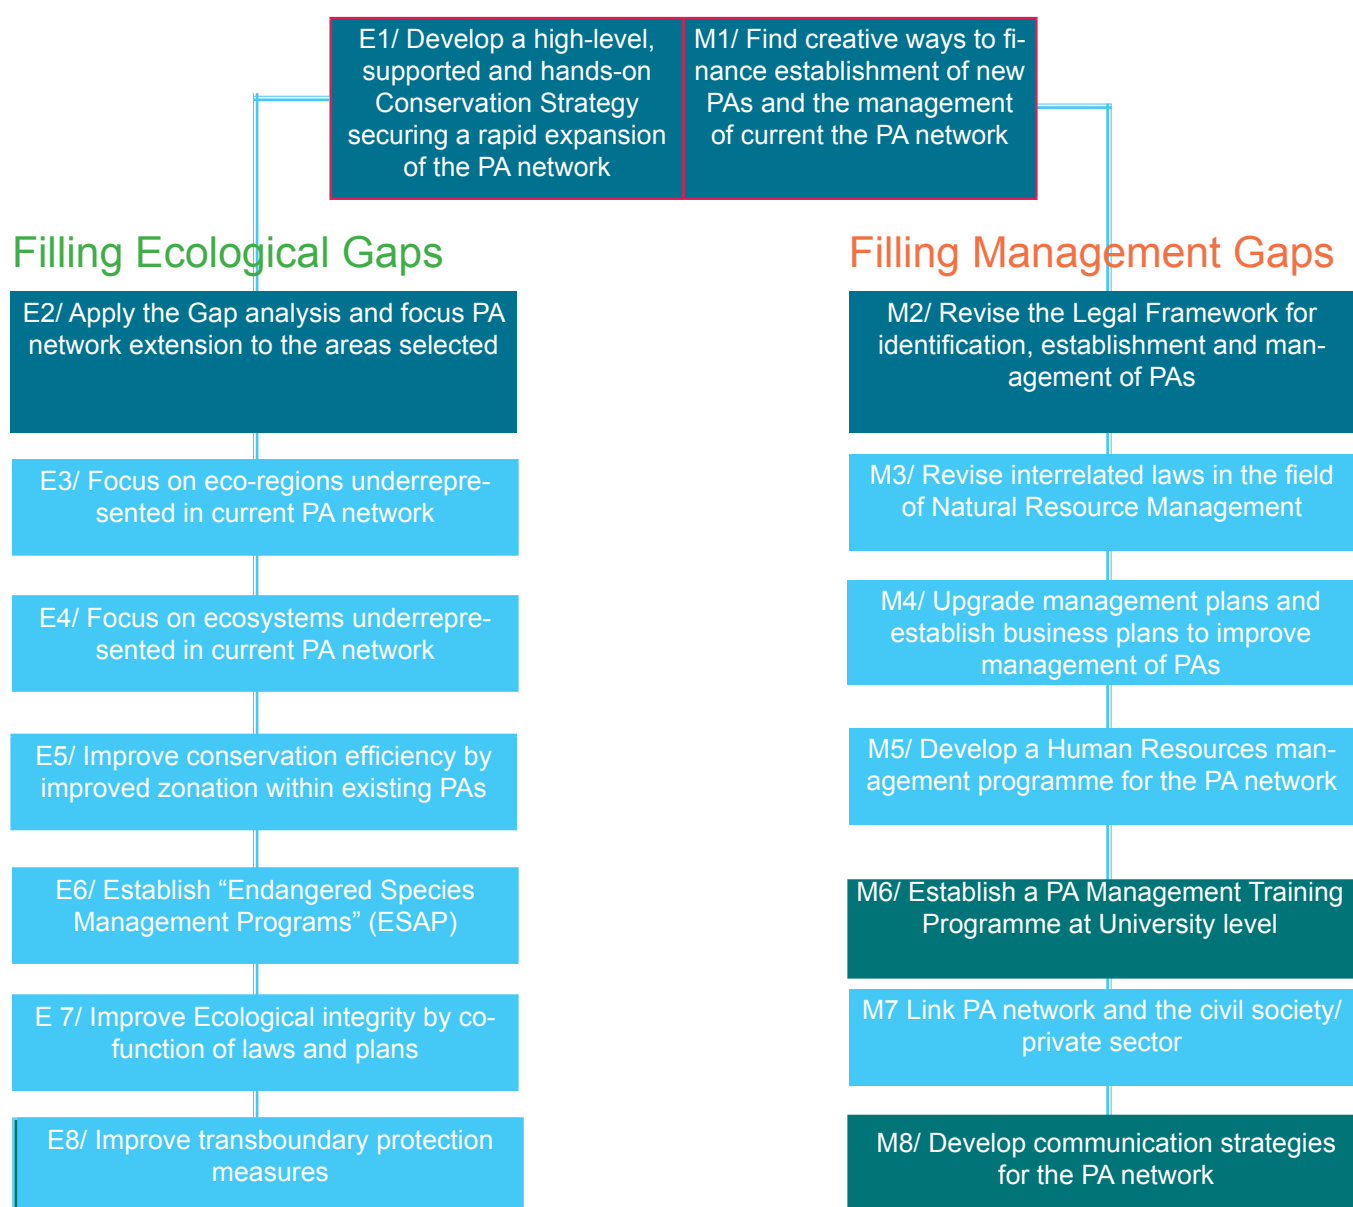 E1/ Develop a high-level,
supported and hands-on
Conservation Strategy
securing a rapid expansion
of the PA network
M1/ Find creative ways to fi-
nance establishment of new
PAs and the management
of current the PA network
Filling Ecological Gaps
E2/ Apply the Gap analysis and focus PA
network extension to the areas selected
E3/ Focus on eco-regions underrepre-
sented in current PA network
E4/ Focus on ecosystems underrepre-
sented in current PA network
E5/ Improve conservation efficiency by
improved zonation within existing PAs
E6/ Establish “Endangered Species
Management Programs” (ESAP)
E 7/ Improve Ecological integrity by co-
function of laws and plans
E8/ Improve transboundary protection
measures
Filling Management Gaps
M2/ Revise the Legal Framework for
identification, establishment and man-
agement of PAs
M3/ Revise interrelated laws in the field
of Natural Resource Management
M4/ Upgrade management plans and
establish business plans to improve
management of PAs
M5/ Develop a Human Resources man-
agement programme for the PA network
M6/ Establish a PA Management Training
Programme at University level
M7 Link PA network and the civil society/
private sector
M8/ Develop communication strategies
for the PA network